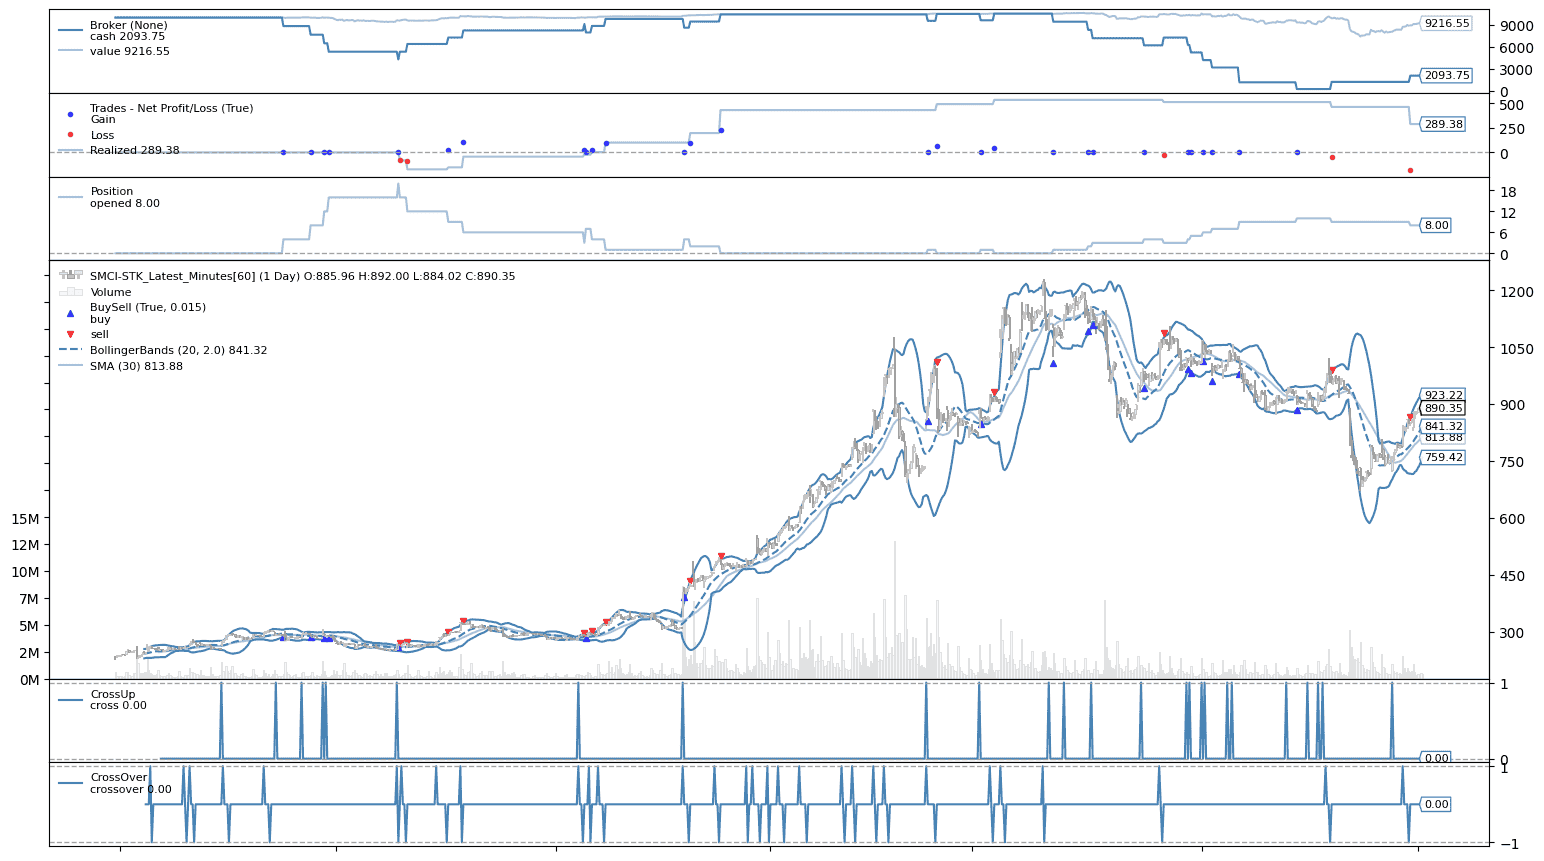 Broker (None)
cash 2093.75
value 9216.55
9216.55
2093.75
9000
6000
3000
0
Trades - Net Profit/Loss (True)
Gain
Loss
Realized 289.38
289.38
500
250
0
Position
opened 8.00
8.00
18
12
6
0
SMCI-STK_Latest_Minutes[60] (1 Day) O:885.96 H:892.00 L:884.02 C:890.35
Volume
BuySell (True, 0.015)
buy
sell
BollingerBands (20, 2.0) 841.32
SMA (30) 813.88
15M
12M
10M
7M
5M
2M
0M
923.22
890.35
841.32
813.88
759.42
1200
1050
900
750
600
450
300
CrossUp
cross 0.00
0.00
1
0
CrossOver
crossover 0.00
0.00
1
−1